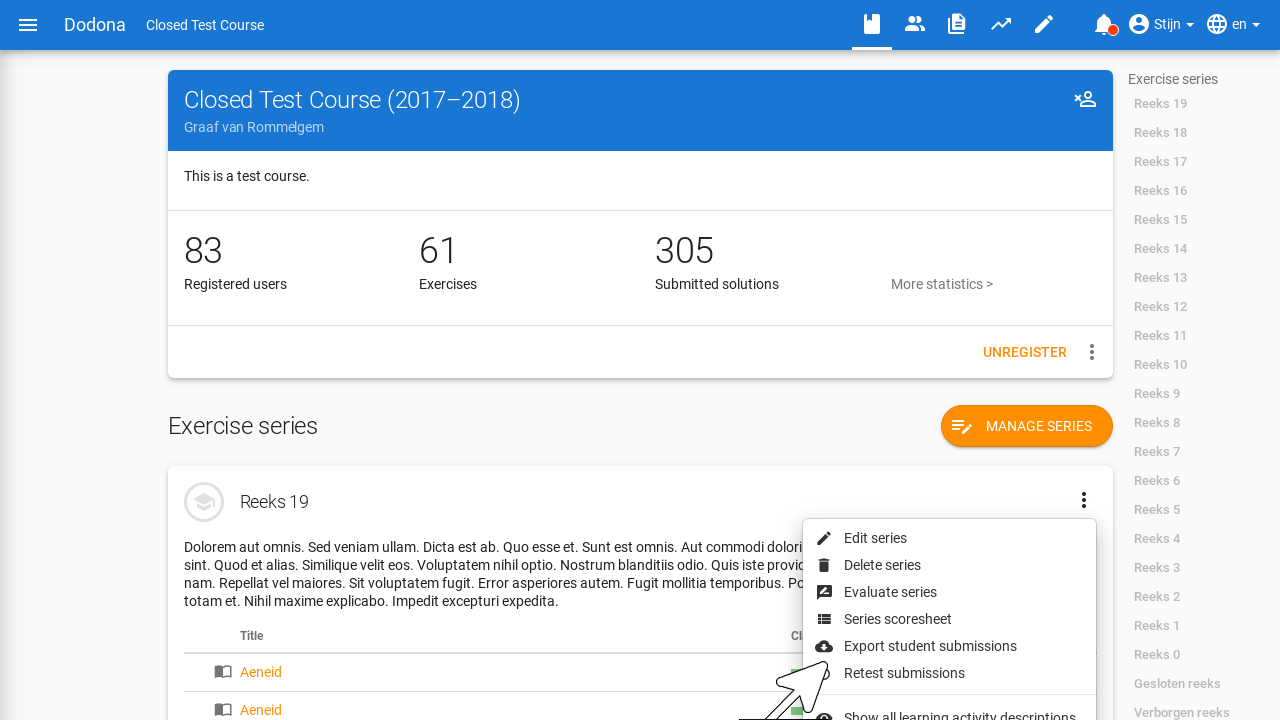 Dodona
Closed Test Course
Stijn
en
Closed Test Course (2017–2018)
Graaf van Rommelgem
This is a test course.
83
Registered users
61
Exercises
305
Submitted solutions
More statistics >
UNREGISTER
Exercise series
MANAGE SERIES
Reeks 19
Dolorem aut omnis. Sed veniam ullam. Dicta est ab. Quo esse et. Sunt est omnis. Aut commodi
sint. Quod et alias. Similique velit eos. Voluptatem nihil optio. Nostrum blanditiis odio. Quis iste
nam. Repellat vel maiores. Sit voluptatem fugit. Error asperiores autem. Fugit mollitia temporibus.
totam et. Nihil maxime explicabo. Impedit excepturi expedita.
Title
Aeneid
Aeneid
Edit series
Delete series
Evaluate series
Series scoresheet
Export student submissions
Retest submissions
Show all learning activity descriptions
Exercise series
Reeks 19
Reeks 18
Reeks 17
Reeks 16
Reeks 15
Reeks 14
Reeks 13
Reeks 12
Reeks 11
Reeks 10
Reeks 9
Reeks 8
Reeks 7
Reeks 6
Reeks 5
Reeks 4
Reeks 3
Reeks 2
Reeks 1
Reeks 0
Gesloten reeks
Verborgen reeks